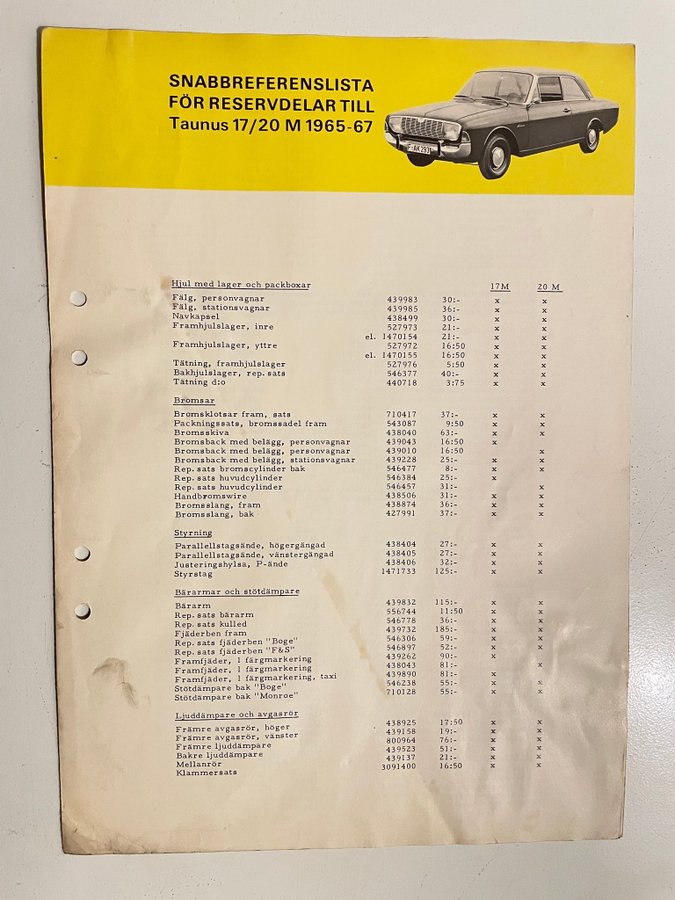 SNABBREFERENSLISTA
FÖR RESERVDELAR TILL
Taunus 17/20 M 1965-67
Hjul med lager och packboxar 17M 20 M
Fälg, personvagnar 439983 30:- x x
Fälg, stationsvagnar 439985 36:- x x
Navkapsel 438499 30:- x x
Framhjulslager, inre 527973 21:- x x
el. 1470154 21:- x x
Framhjulslager, yttre 527972 16:50 x x
el. 1470155 16:50 x x
Tätning, framhjulslager 527976 5:50 x x
Bakhjulslager, rep. sats 546377 40:- x x
Tätning d:o 440718 3:75 x x
Bromsar
Bromsklotsar fram, sats 710417 37:- x x
Packningssats, bromssadel fram 543087 9:50 x x
Bromsskiva 438040 63:- x x
Bromsback med belägg, personvagnar 439043 16:50 x
Bromsback med belägg, personvagnar 439010 16:50 x
Bromsback med belägg, stationsvagnar 439228 25:- x x
Rep. sats bromscylinder bak 546477 8:- x x
Rep. sats huvudcylinder 546384 25:- x
Rep. sats huvudcylinder 546457 31:- x
Handbromswire 438506 31:- x x
Bromsslang, fram 438874 36:- x x
Bromsslang, bak 427991 37:- x x
Styrning
Parallellstagsände, högergängad 438404 27:- x x
Parallellstagsände, vänstergängad 438405 27:- x x
Justeringshylsa, P-ände 438406 32:- x x
Styrstag 1471733 125:- x x
Bärarmar och stötdämpare
Bärarm 439832 115:- x x
Rep. sats bärarm 556744 11:50 x x
Rep. sats kulled 546778 36:- x x
Fjäderben fram 439732 185:- x x
Rep. sats fjäderben "Boge" 546306 59:- x x
Rep. sats fjäderben "F&S" 546897 52:- x x
Framfjäder, 1 färgmarkering 439262 90:- x
Framfjäder, 1 färgmarkering 438043 81:- x
Framfjäder, 1 färgmarkering, taxi 439890 81:- x
Stötdämpare bak "Boge" 546238 55:- x x
Stötdämpare bak "Monroe" 710128 55:- x x
Ljuddämpare och avgasrör
Främre avgasrör, höger 438925 17:50 x x
Främre avgasrör, vänster 439158 19:- x x
Främre ljuddämpare 800964 76:- x x
Bakre ljuddämpare 439523 51:- x x
Mellanrör 439137 21:- x x
Klammersats 3091400 16:50 x x